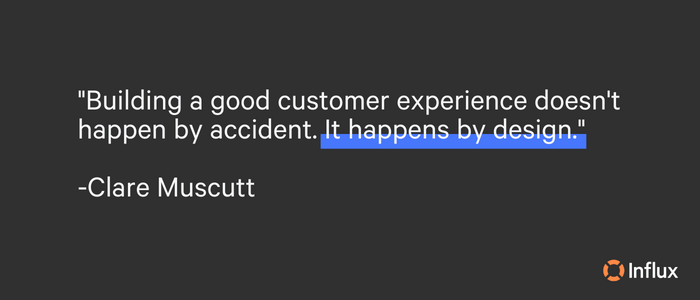 "Building a good customer experience doesn't
happen by accident. It happens by design."
-Clare Muscutt
Influx